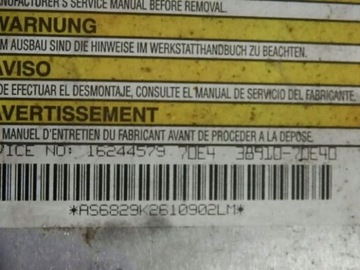 NUFACTURER'S SERVICE MANUAL BEFORE REMOVAL.
WARNUNG
M AUSBAU SIND DIE HINWEISE IM WERKSTATTHANDBUCH ZU BEACHTEN.
AVISO
DE EFECTUAR EL DESMONTAJE, CONSULTE EL MANUAL DE SERVICIO DEL FABRICANTE.
AVERTISSEMENT
MANUEL D'ENTRETIEN DU FABRICANT AVANT DE PROCEDER A LA DEPOSE.
VICE NO: 16244579 7DE4 38910-7DE40
*AS6829K2610902LM*